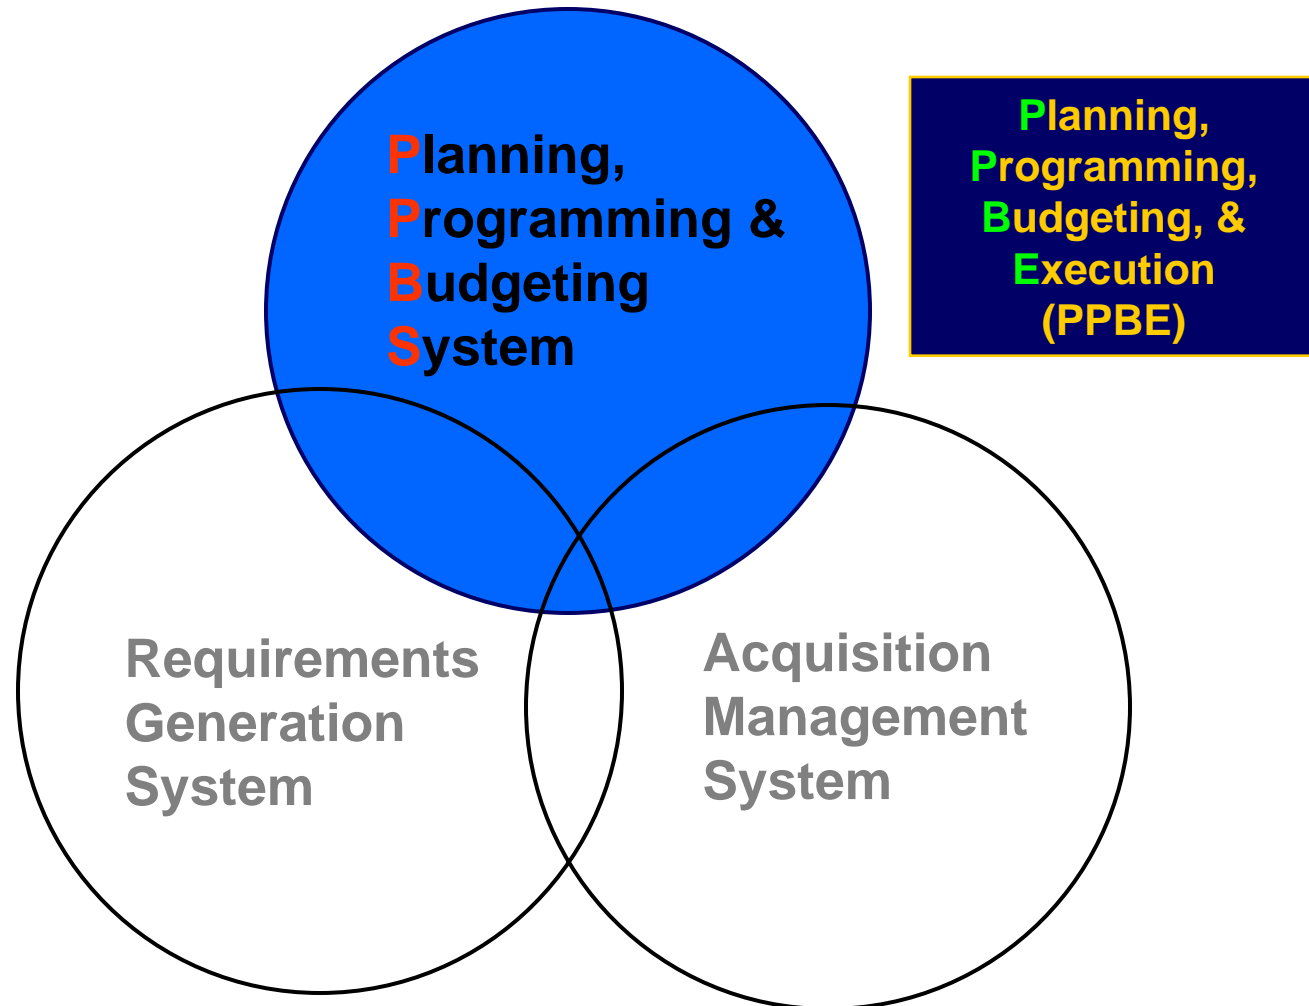 Planning,
Programming &
Budgeting
System
Planning,
Programming,
Budgeting, &
Execution
(PPBE)
Requirements
Generation
System
Acquisition
Management
System